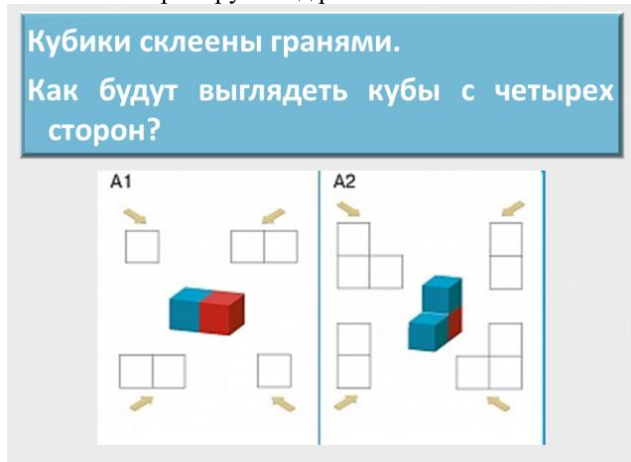 Кубики склеены гранями.
Как будут выглядеть кубы с четырех
сторон?
A1
A2